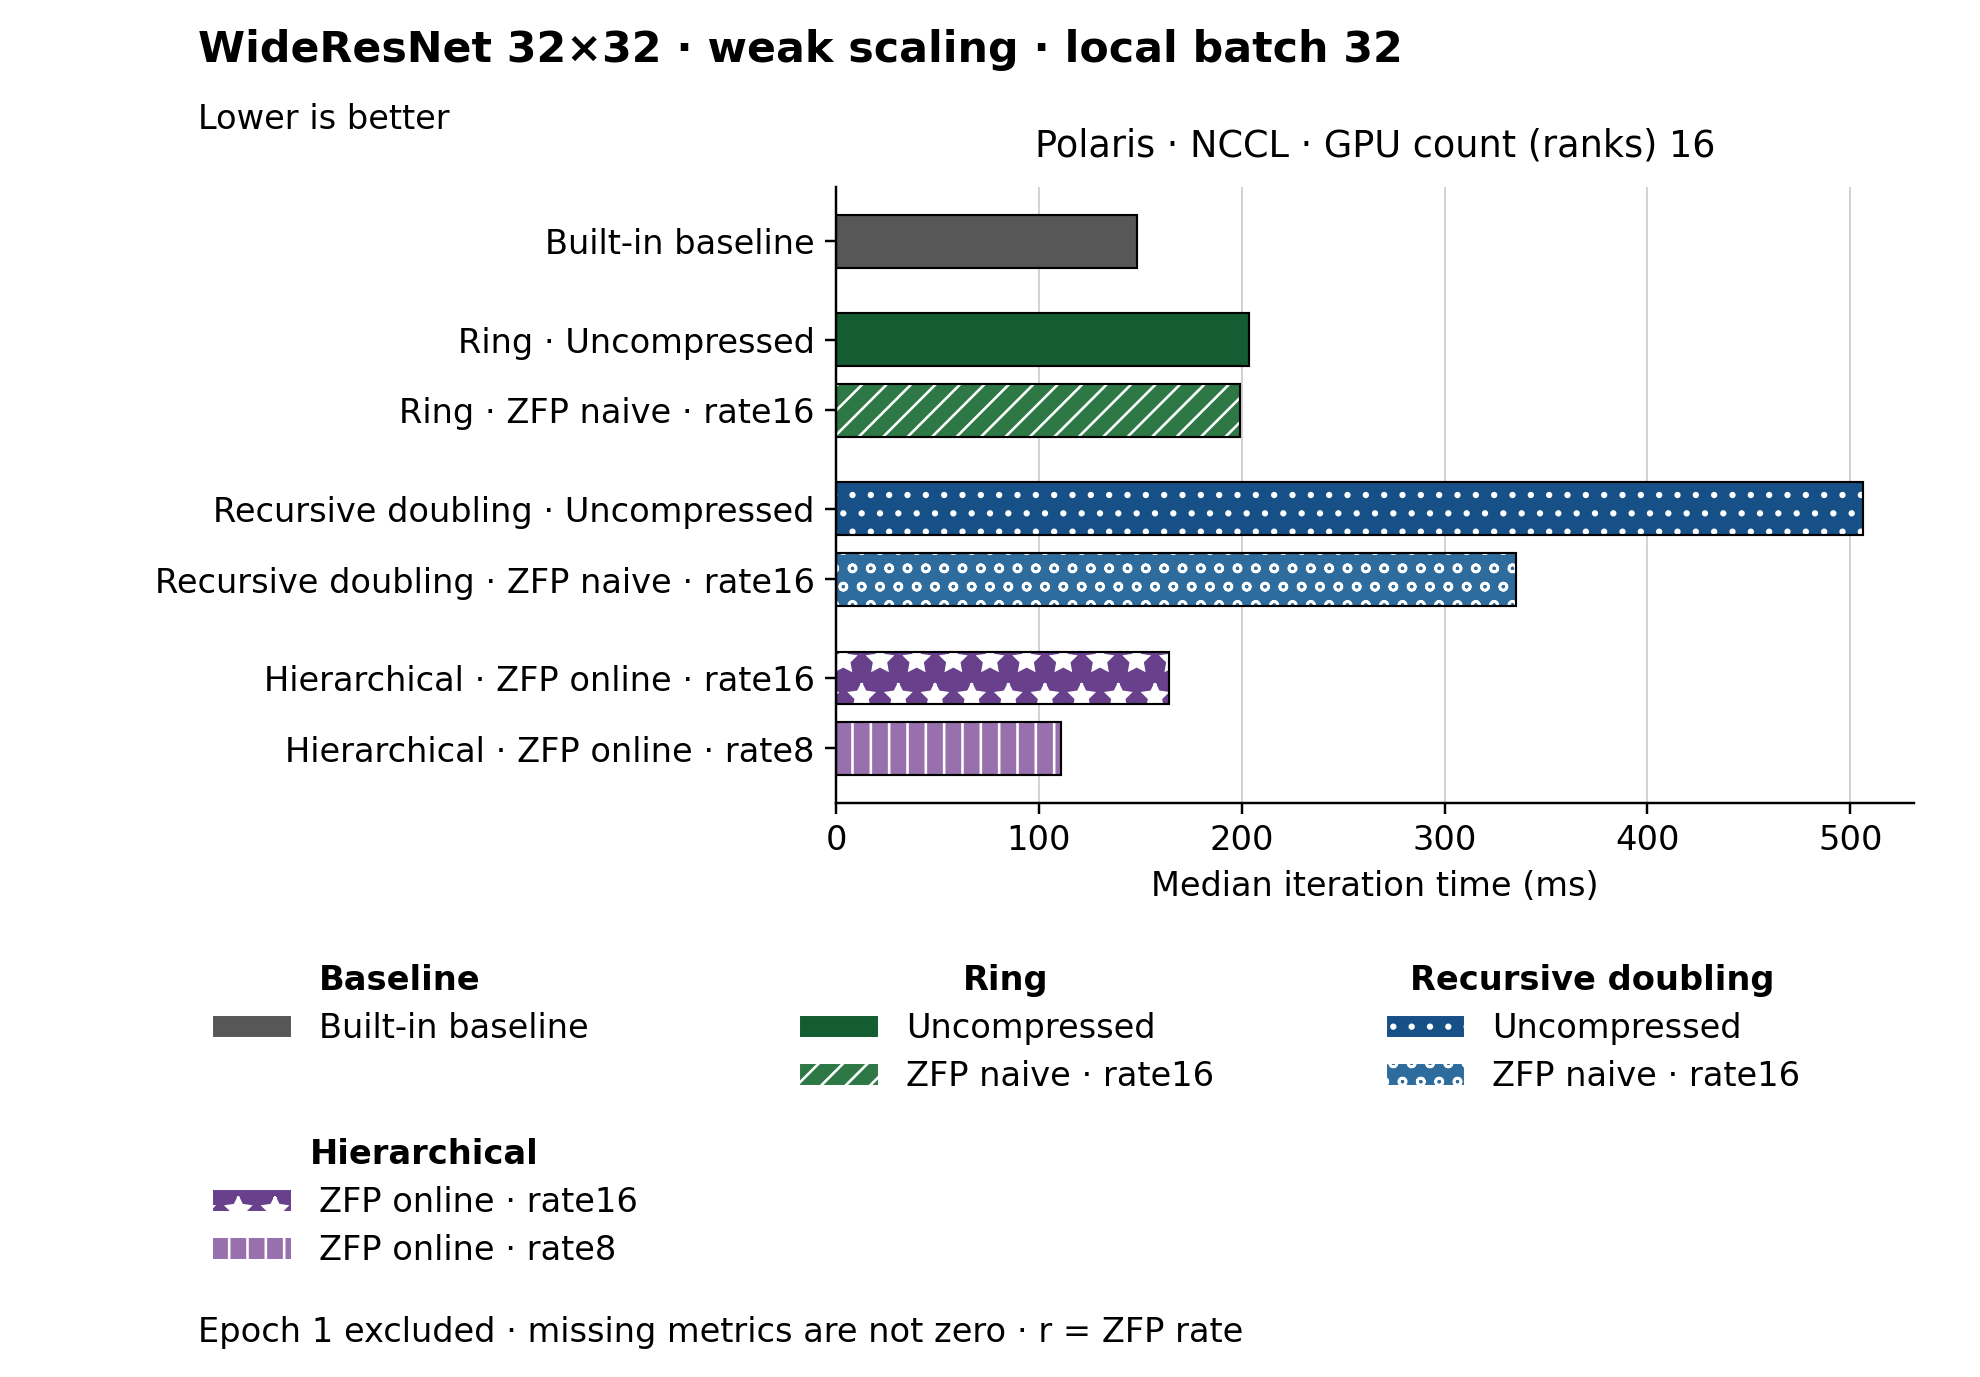 WideResNet 32×32 · weak scaling · local batch 32
Lower is better
Polaris · NCCL · GPU count (ranks) 16
Built-in baseline
Ring · Uncompressed
Ring · ZFP naive · rate16
Recursive doubling · Uncompressed
Recursive doubling · ZFP naive · rate16
Hierarchical · ZFP online · rate16
Hierarchical · ZFP online · rate8
0 100 200 300 400 500
Median iteration time (ms)
Baseline
Built-in baseline
Ring
Uncompressed
ZFP naive · rate16
Recursive doubling
Uncompressed
ZFP naive · rate16
Hierarchical
ZFP online · rate16
ZFP online · rate8
Epoch 1 excluded · missing metrics are not zero · r = ZFP rate